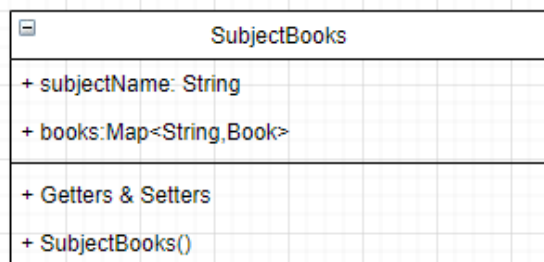 SubjectBooks
+ subjectName: String
+ books:Map<String,Book>
+ Getters & Setters
+ SubjectBooks()